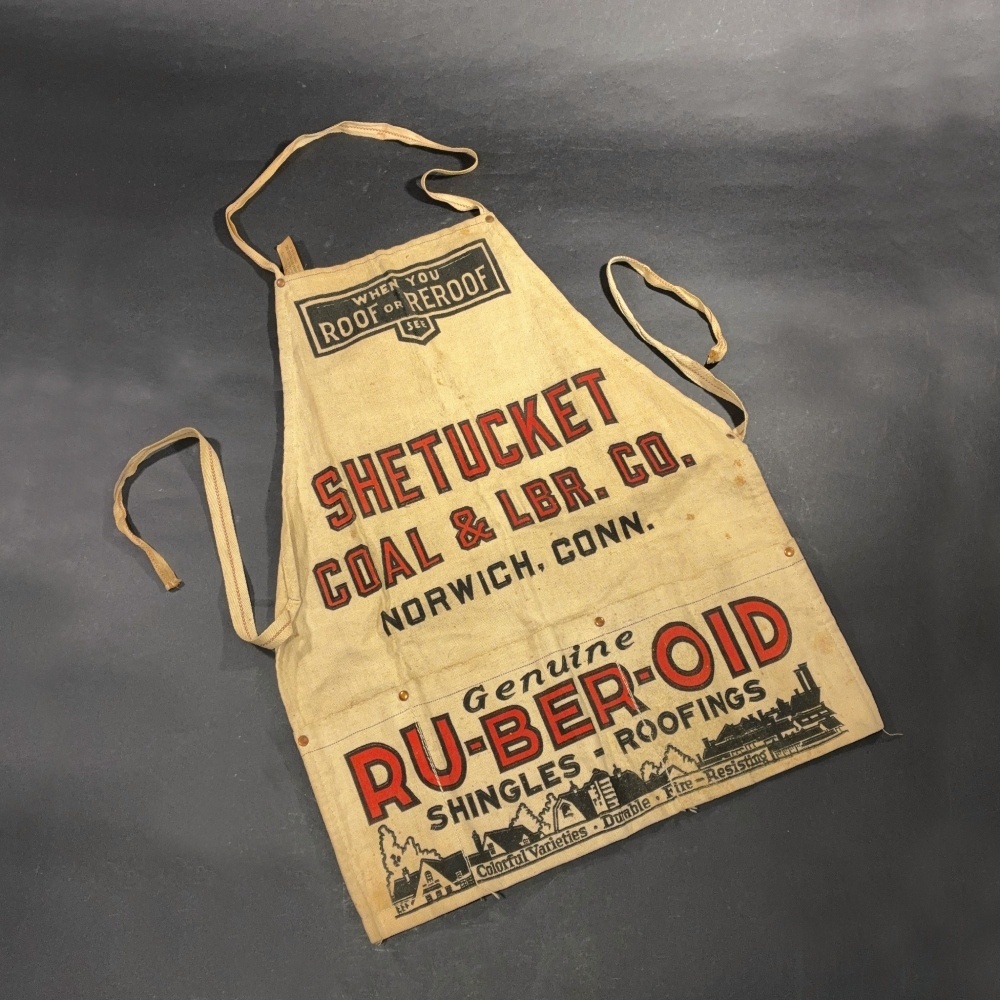 WHEN YOU
ROOF OR REROOF
SEE
SHETUCKET
COAL & LBR. CO.
NORWICH, CONN.
Genuine
RU-BER-OID
SHINGLES - ROOFINGS
Colorful Varieties · Durable · Fire-Resisting